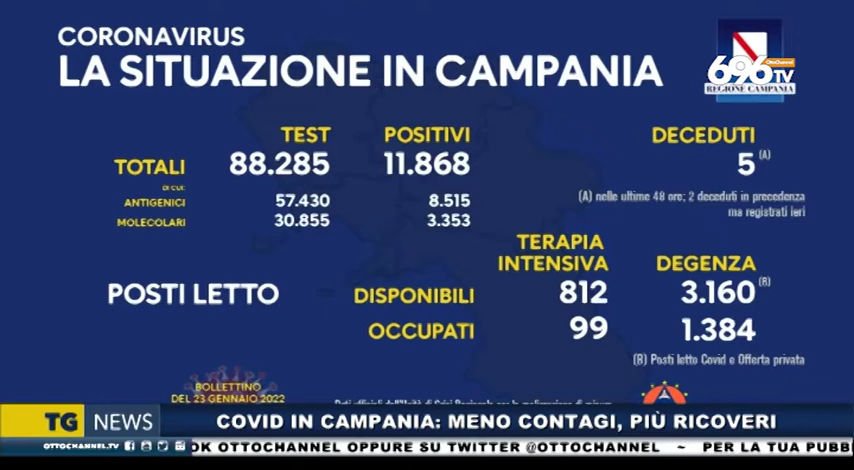 CORONAVIRUS
LA SITUAZIONE IN CAMPANIA
696TV
OttoChannel
REGIONE CAMPANIA
TEST POSITIVI DECEDUTI
TOTALI 88.285 11.868 5 (A)
DI CUI:
ANTIGENICI 57.430 8.515
MOLECOLARI 30.855 3.353
(A) nelle ultime 48 ore; 2 deceduti in precedenza
ma registrati ieri
TERAPIA
INTENSIVA DEGENZA
POSTI LETTO DISPONIBILI 812 3.160 (B)
OCCUPATI 99 1.384
(B) Posti letto Covid e Offerta privata
BOLLETTINO
DEL 23 GENNAIO 2022
TG NEWS
COVID IN CAMPANIA: MENO CONTAGI, PIÙ RICOVERI
OTTOCHANNEL.TV
OK OTTOCHANNEL OPPURE SU TWITTER @OTTOCHANNEL ~ PER LA TUA PUBB